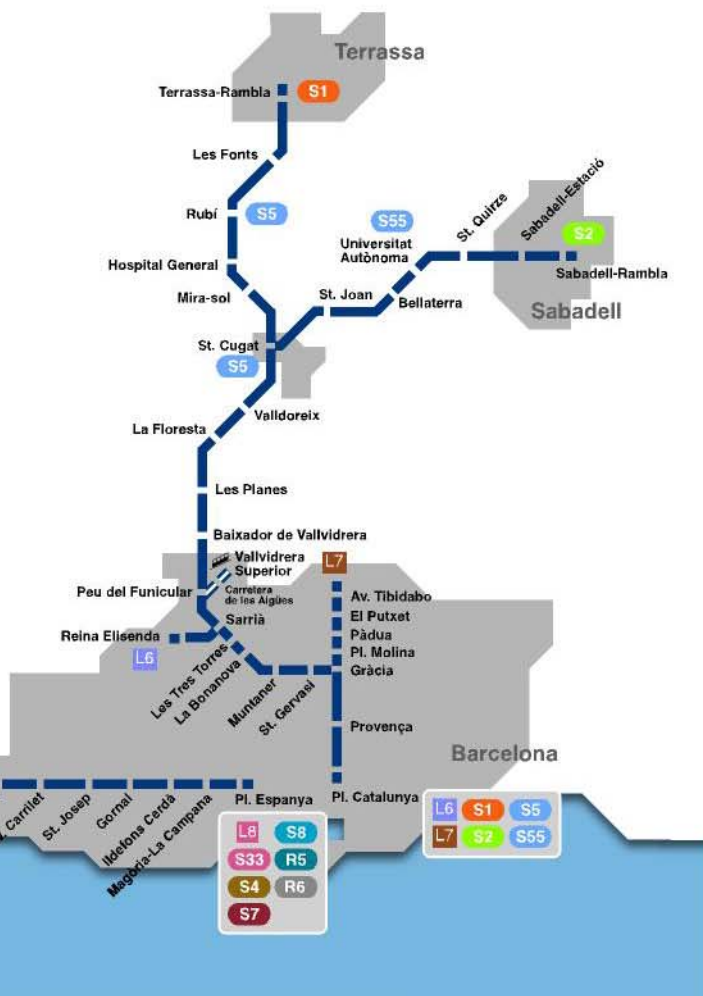 Terrassa
Terrassa-Rambla
S1
Les Fonts
Rubí
S5
Hospital General
Mira-sol
St. Cugat
S5
St. Joan
Bellaterra
S55
Universitat
Autònoma
St. Quirze
Sabadell-Estació
S2
Sabadell-Rambla
Sabadell
Valldoreix
La Floresta
Les Planes
Baixador de Vallvidrera
Vallvidrera
Superior
Peu del Funicular
Carretera
de les Aigües
Sarrià
Reina Elisenda
L6
Les Tres Torres
La Bonanova
Muntaner
St. Gervasi
L7
Av. Tibidabo
El Putxet
Pàdua
Pl. Molina
Gràcia
Provença
Barcelona
Pl. Catalunya
L6 S1 S5
L7 S2 S55
Carrilet
St. Josep
Gornal
Ildefons Cerdà
Magòria-La Campana
Pl. Espanya
L8 S8
S33 R5
S4 R6
S7